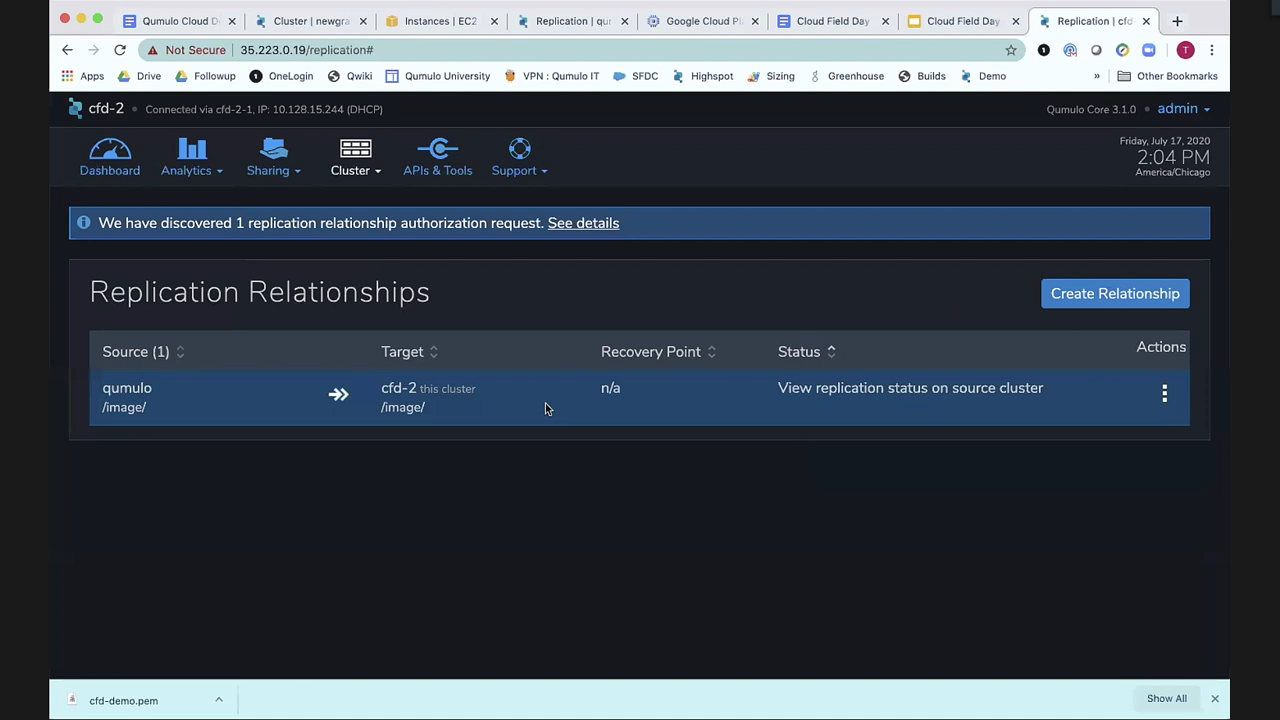 Qumulo Cloud D
Cluster | newgra
Instances | EC2
Replication | qu
Google Cloud Pl
Cloud Field Day
Cloud Field Day
Replication | cfd-
Not Secure 35.223.0.19/replication#
Apps Drive Followup OneLogin Qwiki Qumulo University VPN : Qumulo IT SFDC Highspot Sizing Greenhouse Builds Demo » Other Bookmarks
cfd-2 • Connected via cfd-2-1, IP: 10.128.15.244 (DHCP) Qumulo Core 3.1.0 • admin
Dashboard Analytics Sharing Cluster APIs & Tools Support
Friday, July 17, 2020
2:04 PM
America/Chicago
We have discovered 1 replication relationship authorization request. See details
Replication Relationships
Create Relationship
Source (1) Target Recovery Point Status Actions
qumulo cfd-2 this cluster n/a View replication status on source cluster
/image/ /image/
cfd-demo.pem
Show All